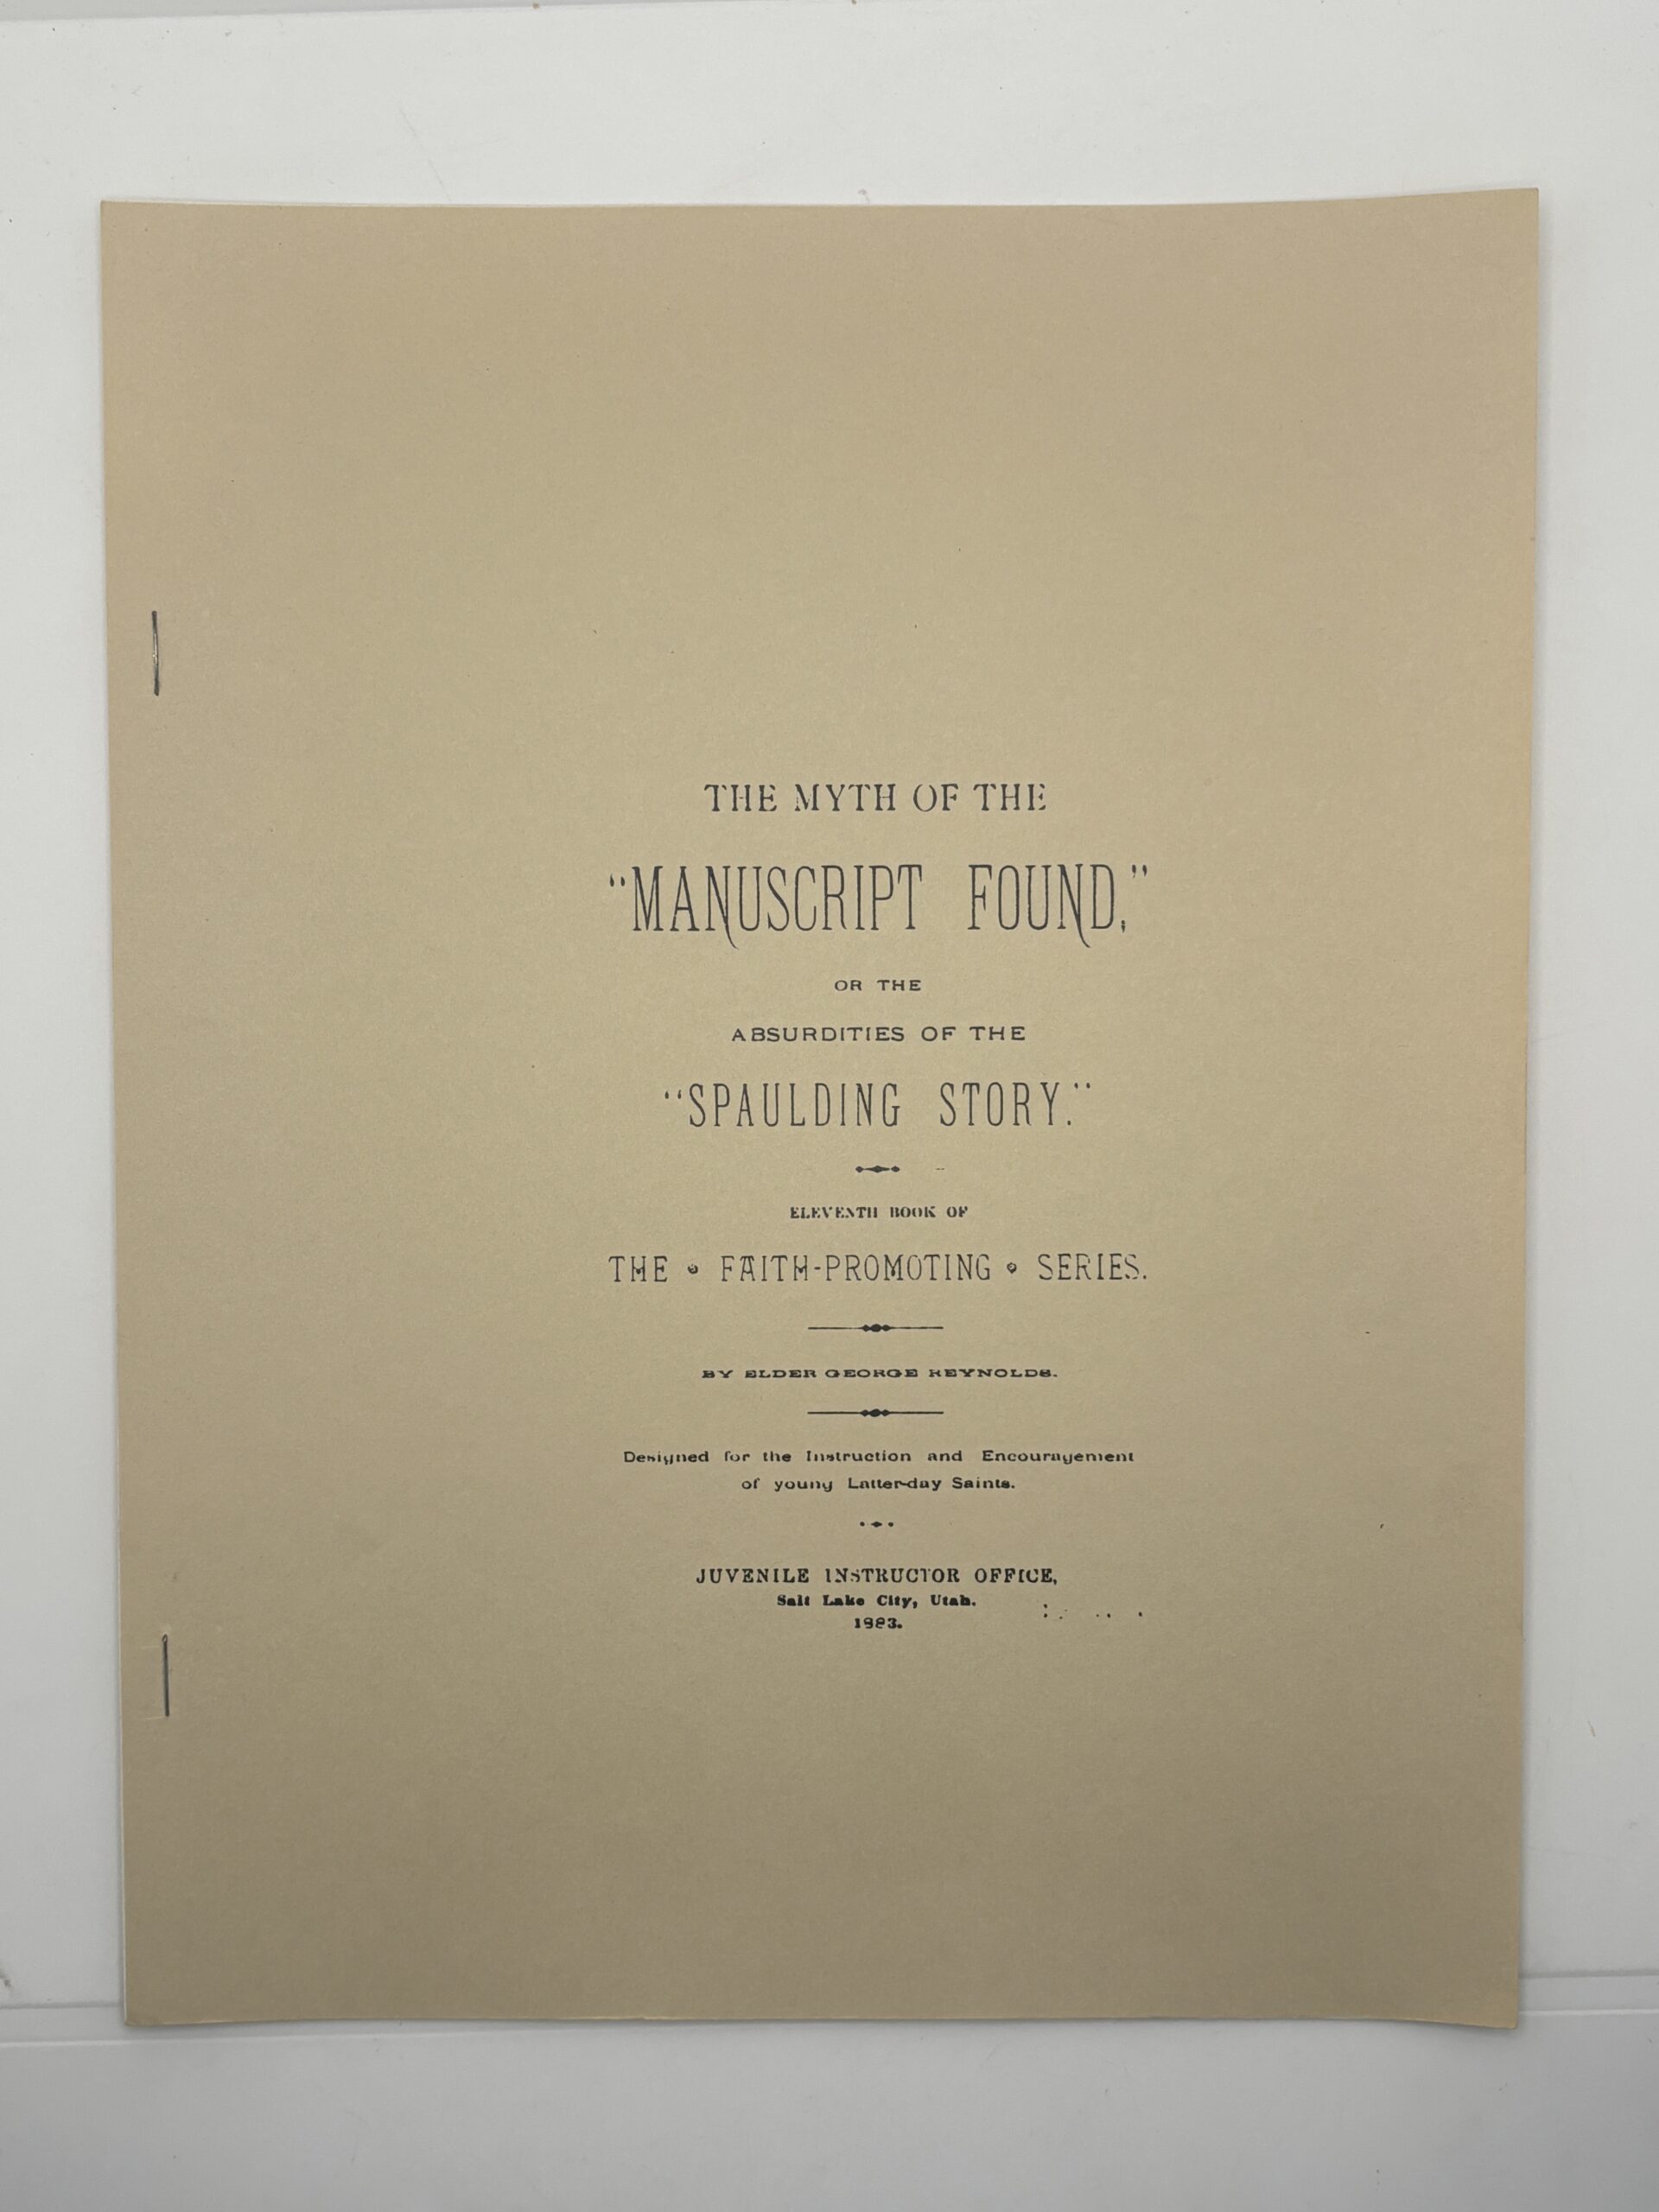 THE MYTH OF THE
"MANUSCRIPT FOUND,"
OR THE
ABSURDITIES OF THE
"SPAULDING STORY."
ELEVENTH BOOK OF
THE FAITH-PROMOTING SERIES.
BY ELDER GEORGE REYNOLDS.
Designed for the Instruction and Encouragement
of young Latter-day Saints.
JUVENILE INSTRUCTOR OFFICE,
Salt Lake City, Utah.
1883.